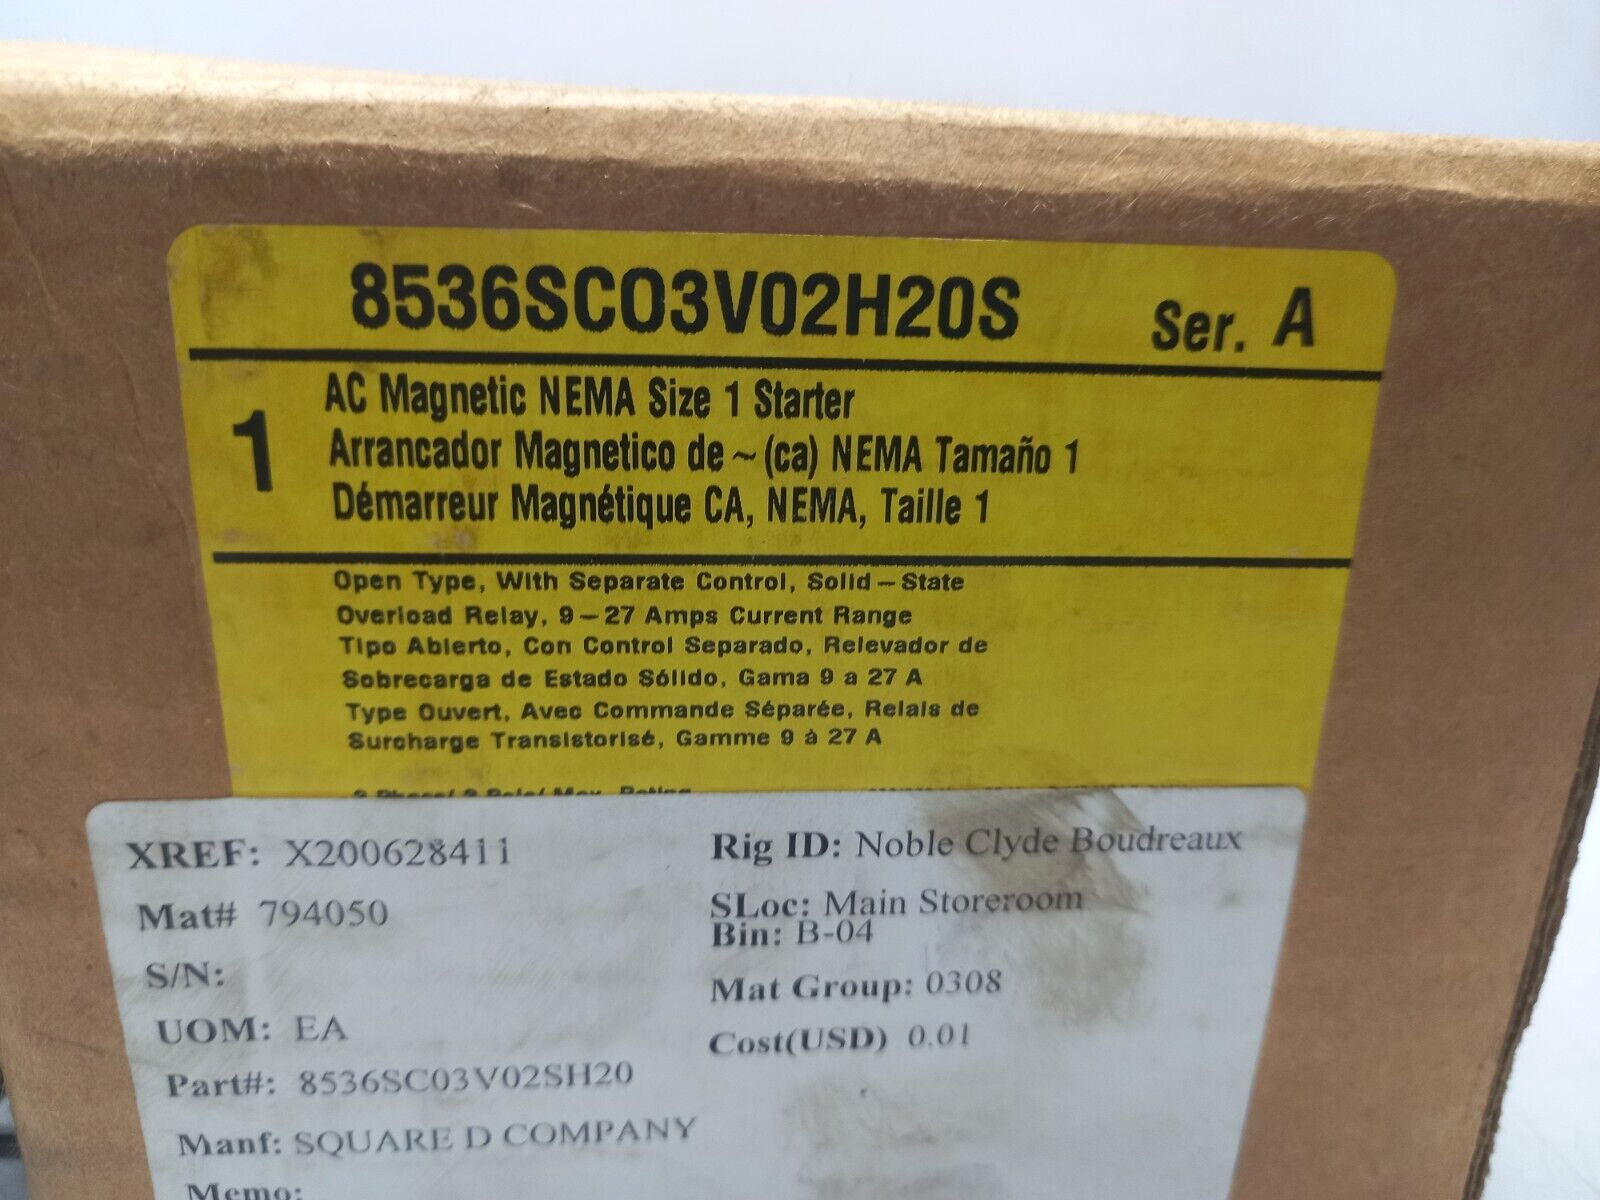 8536SCO3V02H20S Ser. A
1
AC Magnetic NEMA Size 1 Starter
Arrancador Magnetico de ~ (ca) NEMA Tamaño 1
Démarreur Magnétique CA, NEMA, Taille 1
Open Type, With Separate Control, Solid-State
Overload Relay, 9-27 Amps Current Range
Tipo Abierto, Con Control Separado, Relevador de
Sobrecarga de Estado Sólido, Gama 9 a 27 A
Type Ouvert, Avec Commande Séparée, Relais de
Surcharge Transistorisé, Gamme 9 à 27 A
XREF: X200628411
Mat# 794050
S/N:
UOM: EA
Part#: 8536SC03V02SH20
Manf: SQUARE D COMPANY
Memo:
Rig ID: Noble Clyde Boudreaux
SLoc: Main Storeroom
Bin: B-04
Mat Group: 0308
Cost(USD) 0.01